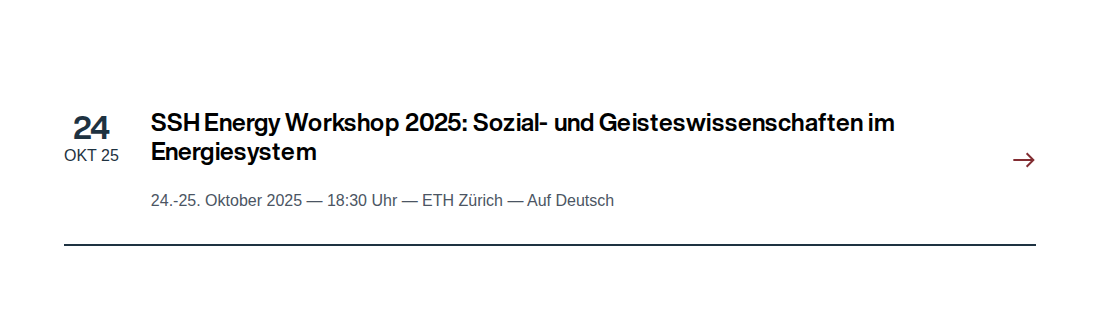 24
OKT 25
SSH Energy Workshop 2025: Sozial- und Geisteswissenschaften im
Energiesystem
24.-25. Oktober 2025 — 18:30 Uhr — ETH Zürich — Auf Deutsch